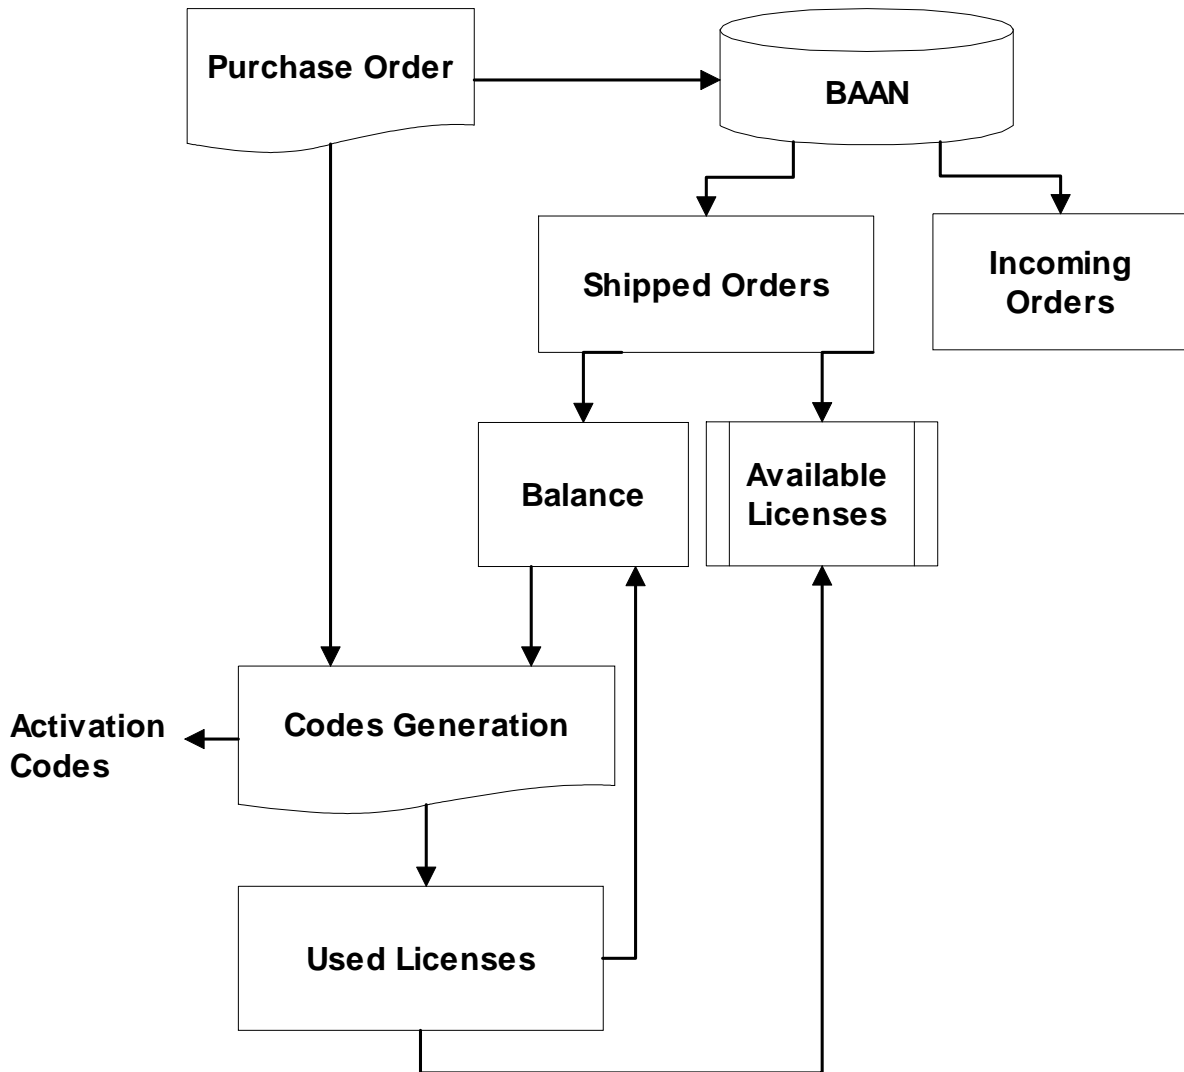 Purchase Order
BAAN
Shipped Orders
Incoming
Orders
Balance
Available
Licenses
Activation
Codes
Codes Generation
Used Licenses